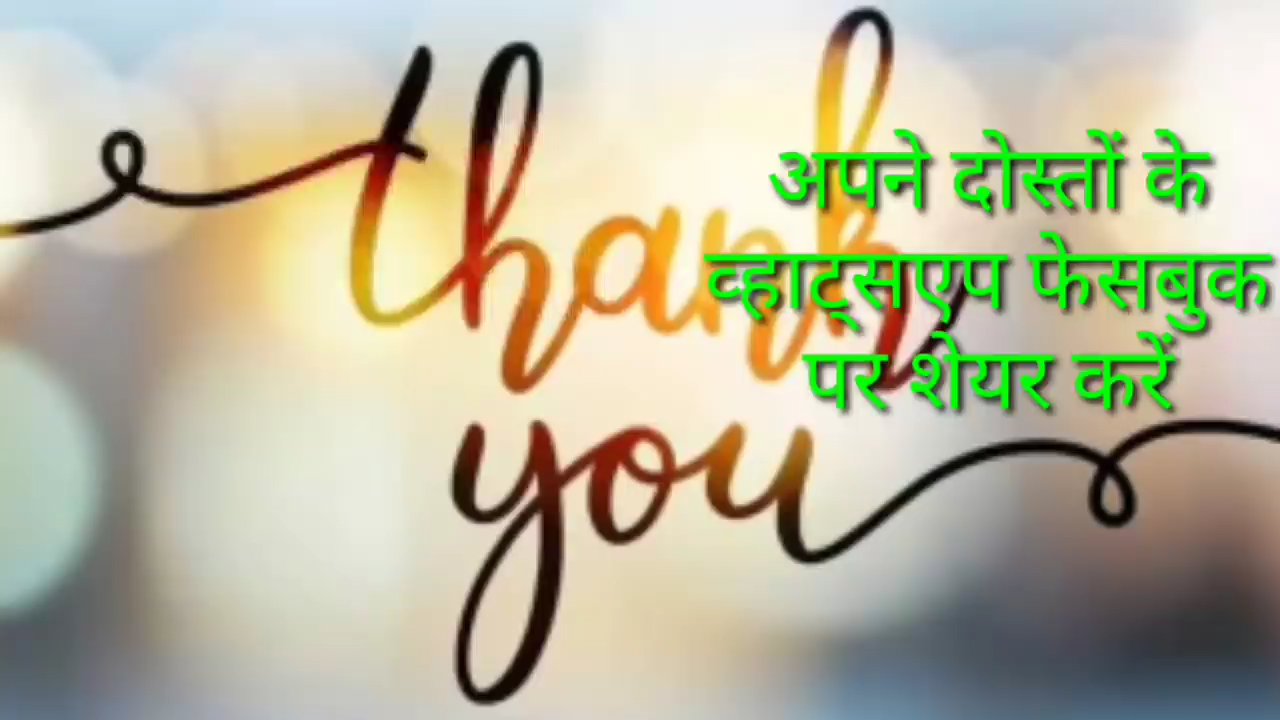 thank
you
अपने दोस्तों के
व्हाट्सएप फेसबुक
पर शेयर करें